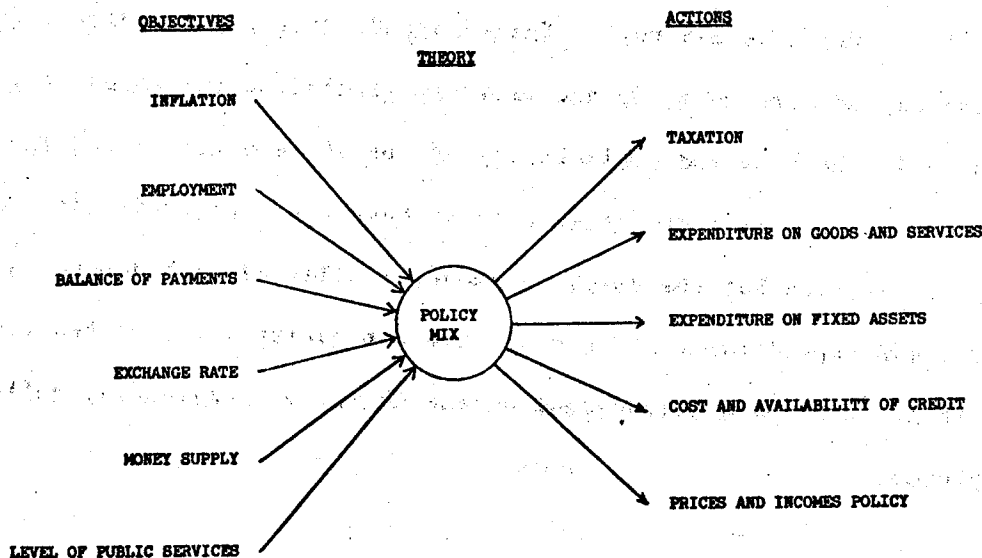 OBJECTIVES
THEORY
ACTIONS
INFLATION
EMPLOYMENT
BALANCE OF PAYMENTS
EXCHANGE RATE
MONEY SUPPLY
LEVEL OF PUBLIC SERVICES
POLICY
MIX
TAXATION
EXPENDITURE ON GOODS AND SERVICES
EXPENDITURE ON FIXED ASSETS
COST AND AVAILABILITY OF CREDIT
PRICES AND INCOMES POLICY